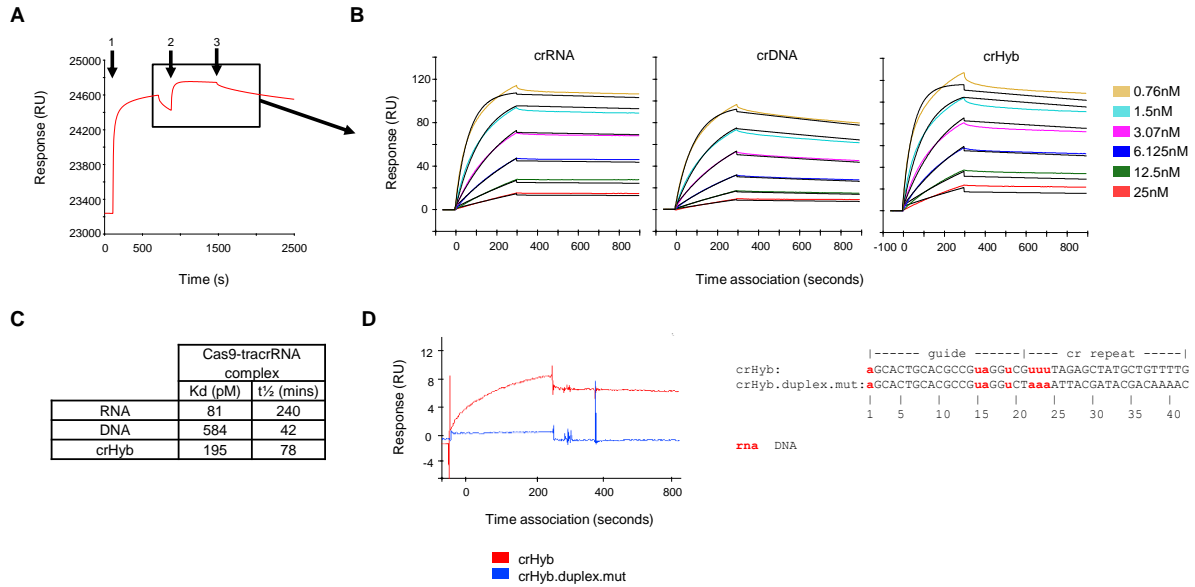 A
1 2 3
25000
24600
24200
23800
23400
23000
Response (RU)
0 500 1000 1500 2000 2500
Time (s)
B
crRNA crDNA crHyb
120
80
40
0
Response (RU)
0 200 400 600 800
0 200 400 600 800
-100 0 200 400 600 800
Time association (seconds)
Time association (seconds)
0.76nM
1.5nM
3.07nM
6.125nM
12.5nM
25nM
C
Cas9-tracrRNA
complex
Kd (pM) t½ (mins)
RNA 81 240
DNA 584 42
crHyb 195 78
D
12
8
4
0
-4
Response (RU)
0 200 400 600 800
Time association (seconds)
crHyb
crHyb.duplex.mut
|------ guide ------|---- cr repeat ----|
crHyb: aGCACTGCACGCCGuaGGuCGuuuTAGAGCTATGCTGTTTTG
crHyb.duplex.mut:aGCACTGCACGCCGuaGGuCTaaaATTACGATACGACAAAAC
1 5 10 15 20 25 30 35 40
rna DNA